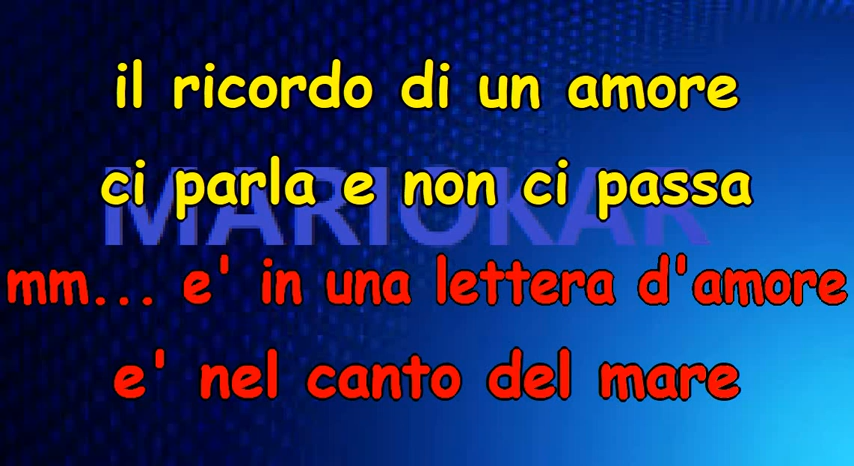 il ricordo di un amore
ci parla e non ci passa
MARIOKAR
mm... e' in una lettera d'amore
e' nel canto del mare